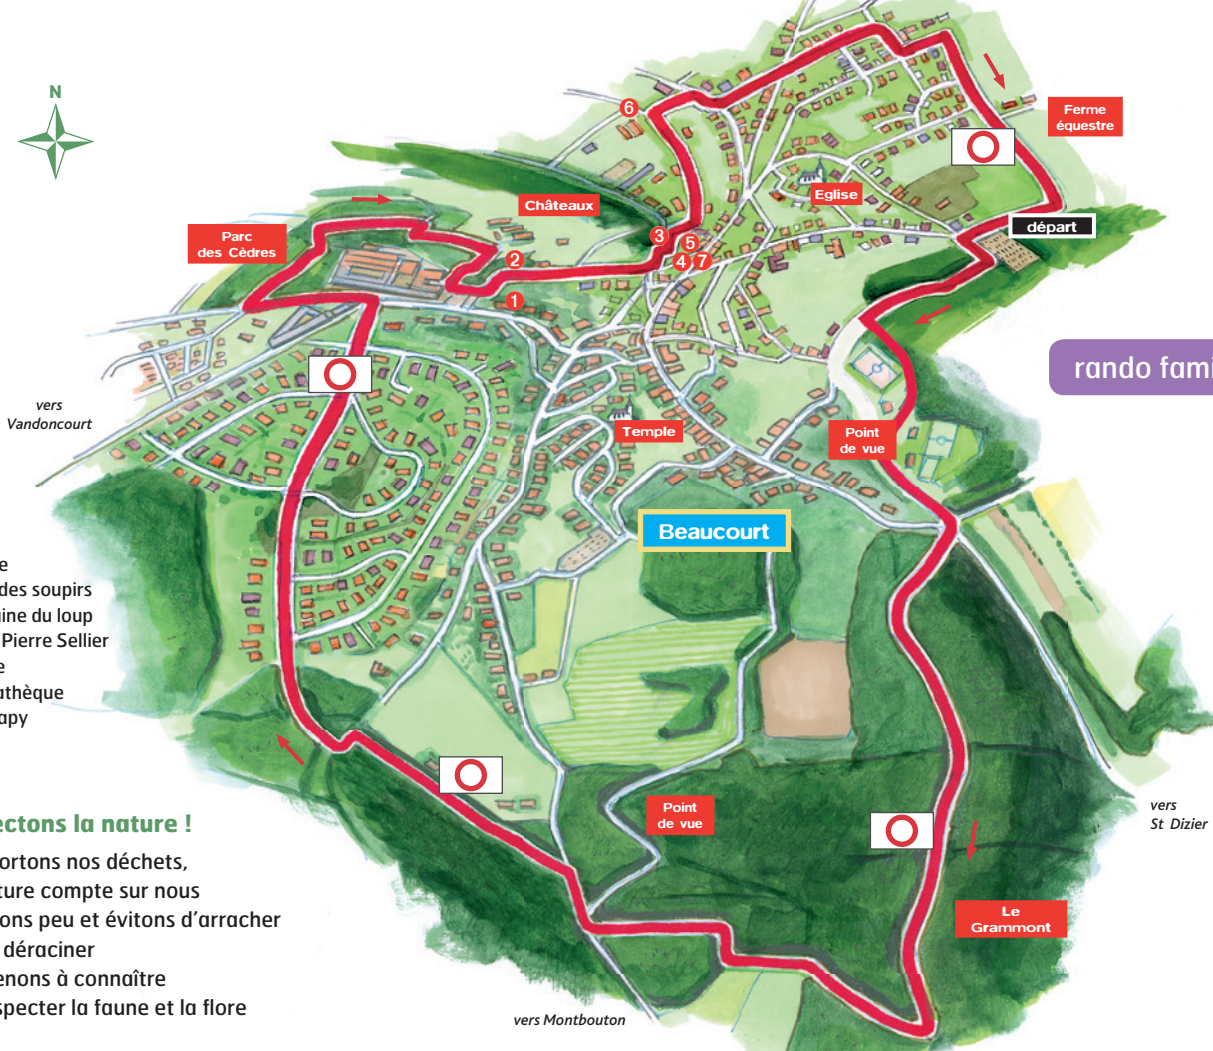 N
6
Ferme
équestre
Eglise
Châteaux
départ
Parc
des Cèdres
3
5
2
4
7
1
rando fami
vers
Vandoncourt
Temple
Point
de vue
Beaucourt
e
des soupirs
aine du loup
Pierre Sellier
e
athèque
apy
vers
St Dizier
Point
de vue
ectons la nature !
ortons nos déchets,
ture compte sur nous
ons peu et évitons d'arracher
déraciner
enons à connaître
specter la faune et la flore
Le
Grammont
vers Montbouton